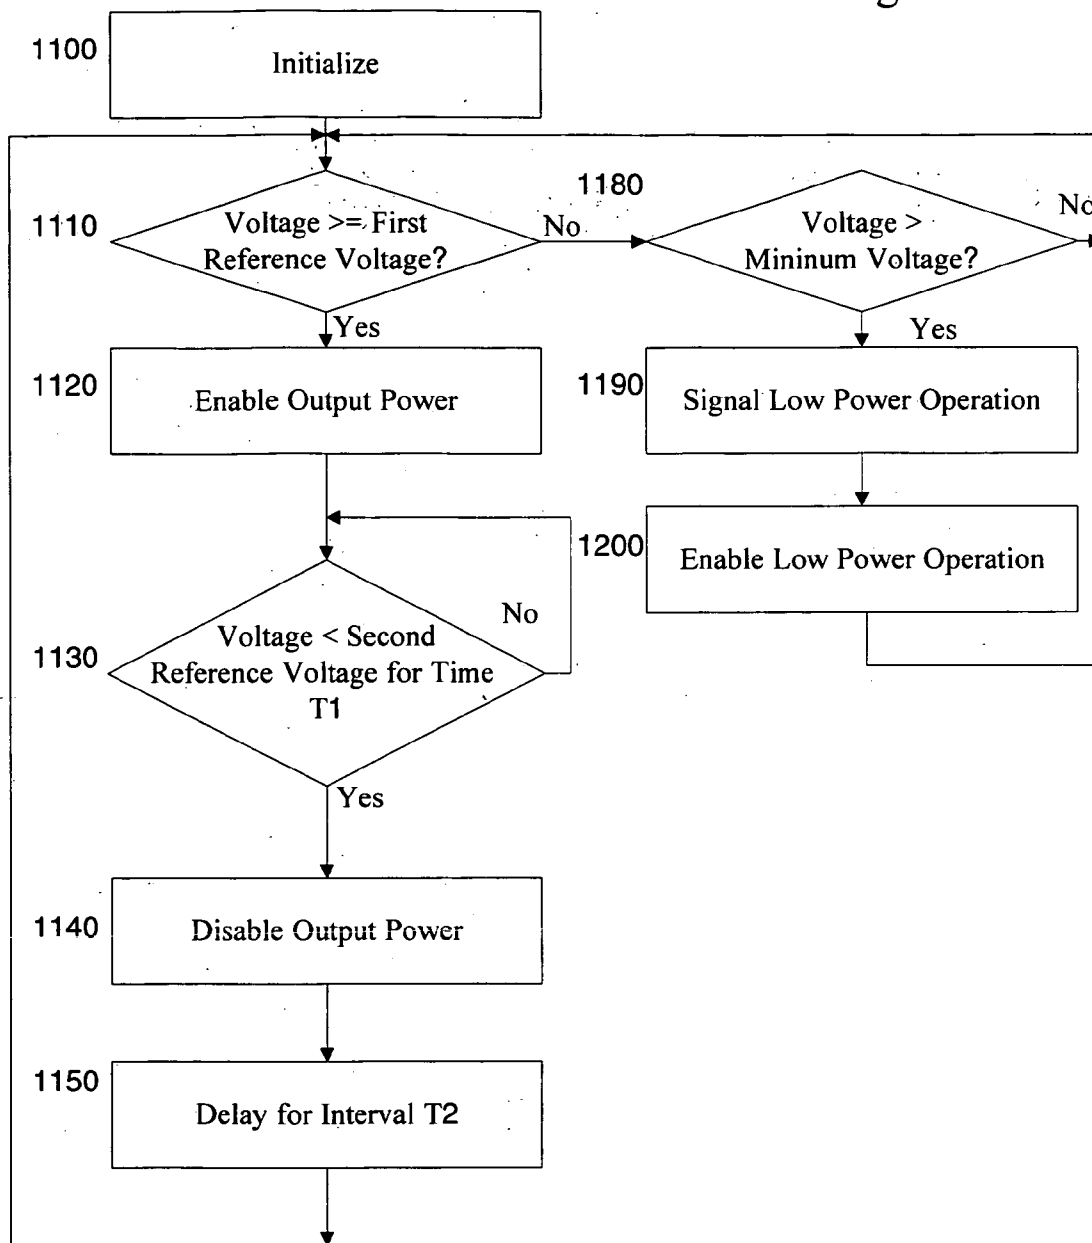 1100
Initialize
1110
Voltage >= First
Reference Voltage?
No
Yes
1180
Voltage >
Mininum Voltage?
No
Yes
1120
Enable Output Power
1190
Signal Low Power Operation
1200
Enable Low Power Operation
1130
Voltage < Second
Reference Voltage for Time
T1
No
Yes
1140
Disable Output Power
1150
Delay for Interval T2